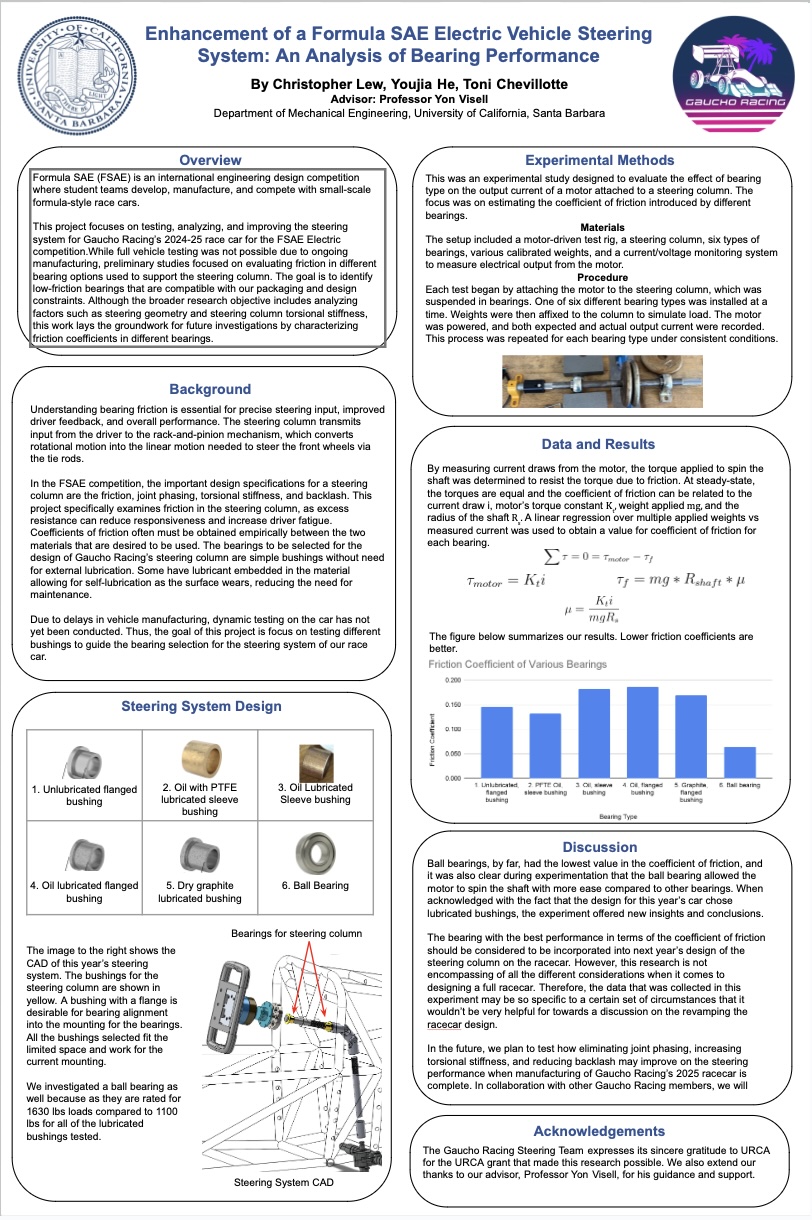 Enhancement of a Formula SAE Electric Vehicle Steering
System: An Analysis of Bearing Performance
By Christopher Lew, Youjia He, Toni Chevillotte
Advisor: Professor Yon Visell
Department of Mechanical Engineering, University of California, Santa Barbara
UNIVERSITY OF CALIFORNIA
SANTA BARBARA
LET THERE BE LIGHT
GAUCHO RACING
Overview
Formula SAE (FSAE) is an international engineering design competition
where student teams develop, manufacture, and compete with small-scale
formula-style race cars.
This project focuses on testing, analyzing, and improving the steering
system for Gaucho Racing's 2024-25 race car for the FSAE Electric
competition.While full vehicle testing was not possible due to ongoing
manufacturing, preliminary studies focused on evaluating friction in different
bearing options used to support the steering column. The goal is to identify
low-friction bearings that are compatible with our packaging and design
constraints. Although the broader research objective includes analyzing
factors such as steering geometry and steering column torsional stiffness,
this work lays the groundwork for future investigations by characterizing
friction coefficients in different bearings.
Background
Understanding bearing friction is essential for precise steering input, improved
driver feedback, and overall performance. The steering column transmits
input from the driver to the rack-and-pinion mechanism, which converts
rotational motion into the linear motion needed to steer the front wheels via
the tie rods.
In the FSAE competition, the important design specifications for a steering
column are the friction, joint phasing, torsional stiffness, and backlash. This
project specifically examines friction in the steering column, as excess
resistance can reduce responsiveness and increase driver fatigue.
Coefficients of friction often must be obtained empirically between the two
materials that are desired to be used. The bearings to be selected for the
design of Gaucho Racing's steering column are simple bushings without need
for external lubrication. Some have lubricant embedded in the material
allowing for self-lubrication as the surface wears, reducing the need for
maintenance.
Due to delays in vehicle manufacturing, dynamic testing on the car has not
yet been conducted. Thus, the goal of this project is focus on testing different
bushings to guide the bearing selection for the steering system of our race
car.
Steering System Design
1. Unlubricated flanged
bushing
2. Oil with PTFE
lubricated sleeve
bushing
3. Oil Lubricated
Sleeve bushing
4. Oil lubricated flanged
bushing
5. Dry graphite
lubricated bushing
6. Ball Bearing
Bearings for steering column
The image to the right shows the
CAD of this year's steering
system. The bushings for the
steering column are shown in
yellow. A bushing with a flange is
desirable for bearing alignment
into the mounting for the bearings.
All the bushings selected fit the
limited space and work for the
current mounting.
We investigated a ball bearing as
well because as they are rated for
1630 lbs loads compared to 1100
lbs for all of the lubricated
bushings tested.
Steering System CAD
Experimental Methods
This was an experimental study designed to evaluate the effect of bearing
type on the output current of a motor attached to a steering column. The
focus was on estimating the coefficient of friction introduced by different
bearings.
Materials
The setup included a motor-driven test rig, a steering column, six types of
bearings, various calibrated weights, and a current/voltage monitoring system
to measure electrical output from the motor.
Procedure
Each test began by attaching the motor to the steering column, which was
suspended in bearings. One of six different bearing types was installed at a
time. Weights were then affixed to the column to simulate load. The motor
was powered, and both expected and actual output current were recorded.
This process was repeated for each bearing type under consistent conditions.
Data and Results
By measuring current draws from the motor, the torque applied to spin the
shaft was determined to resist the torque due to friction. At steady-state,
the torques are equal and the coefficient of friction can be related to the
current draw i, motor's torque constant Kₜ, weight applied mg, and the
radius of the shaft Rₛ. A linear regression over multiple applied weights vs
measured current was used to obtain a value for coefficient of friction for
each bearing.
∑ τ = 0 = τ_motor − τ_f
τ_motor = K_t i τ_f = mg ∗ R_shaft ∗ μ
μ = K_t i / mgR_s
The figure below summarizes our results. Lower friction coefficients are
better.
Friction Coefficient of Various Bearings
Friction Coefficient
0.200
0.150
0.100
0.050
0.000
1. Unlubricated, flanged bushing
2. PFTE Oil, sleeve bushing
3. Oil, sleeve bushing
4. Oil, flanged bushing
5. Graphite, flanged bushing
6. Ball bearing
Bearing Type
Discussion
Ball bearings, by far, had the lowest value in the coefficient of friction, and
it was also clear during experimentation that the ball bearing allowed the
motor to spin the shaft with more ease compared to other bearings. When
acknowledged with the fact that the design for this year's car chose
lubricated bushings, the experiment offered new insights and conclusions.
The bearing with the best performance in terms of the coefficient of friction
should be considered to be incorporated into next year's design of the
steering column on the racecar. However, this research is not
encompassing of all the different considerations when it comes to
designing a full racecar. Therefore, the data that was collected in this
experiment may be so specific to a certain set of circumstances that it
wouldn't be very helpful for towards a discussion on the revamping the
racecar design.
In the future, we plan to test how eliminating joint phasing, increasing
torsional stiffness, and reducing backlash may improve on the steering
performance when manufacturing of Gaucho Racing's 2025 racecar is
complete. In collaboration with other Gaucho Racing members, we will
Acknowledgements
The Gaucho Racing Steering Team expresses its sincere gratitude to URCA
for the URCA grant that made this research possible. We also extend our
thanks to our advisor, Professor Yon Visell, for his guidance and support.